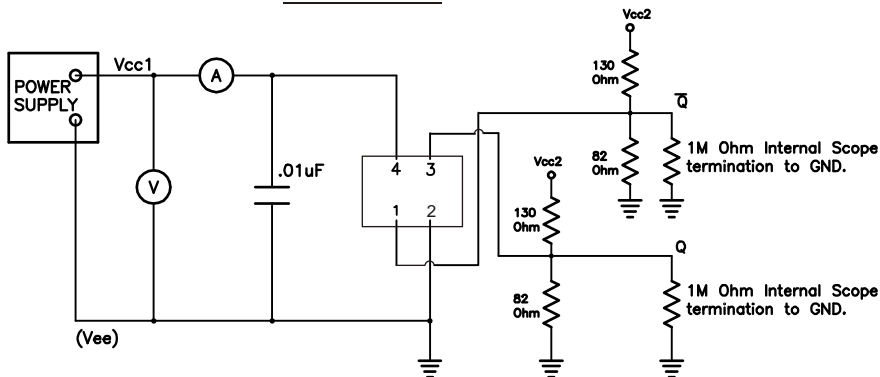 Vcc2
130
Ohm
Q̅
82
Ohm
1M Ohm Internal Scope
termination to GND.
POWER
SUPPLY
Vcc1
A
V
.01uF
4 3
1 2
Vcc2
130
Ohm
Q
82
Ohm
1M Ohm Internal Scope
termination to GND.
(Vee)